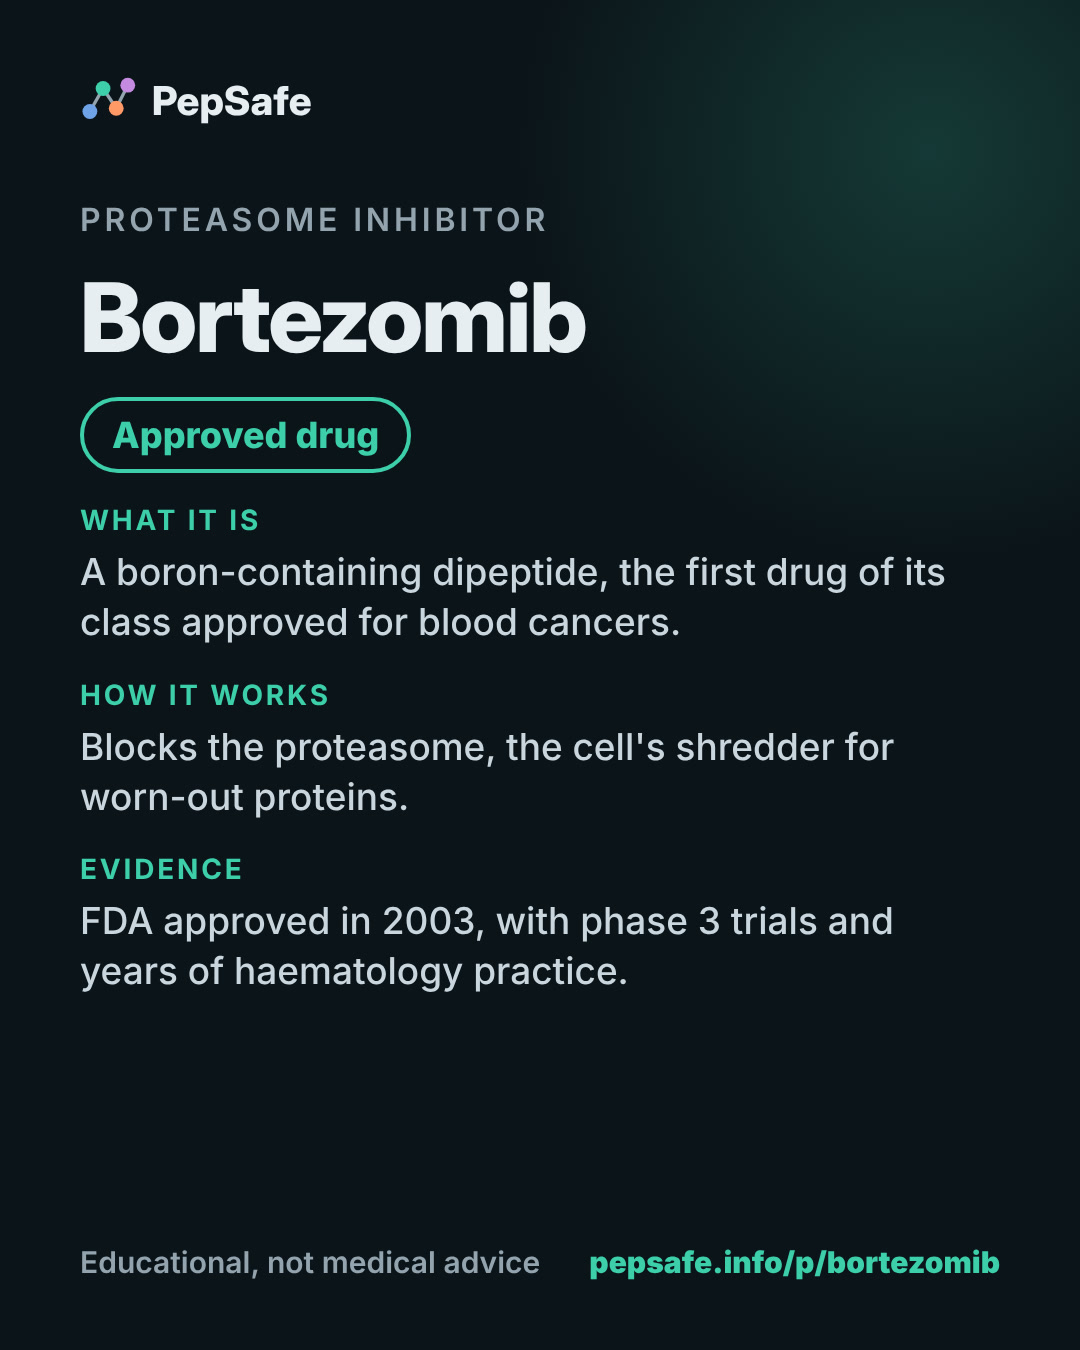 PepSafe
PROTEASOME INHIBITOR
Bortezomib
Approved drug
WHAT IT IS
A boron-containing dipeptide, the first drug of its
class approved for blood cancers.
HOW IT WORKS
Blocks the proteasome, the cell's shredder for
worn-out proteins.
EVIDENCE
FDA approved in 2003, with phase 3 trials and
years of haematology practice.
Educational, not medical advice
pepsafe.info/p/bortezomib